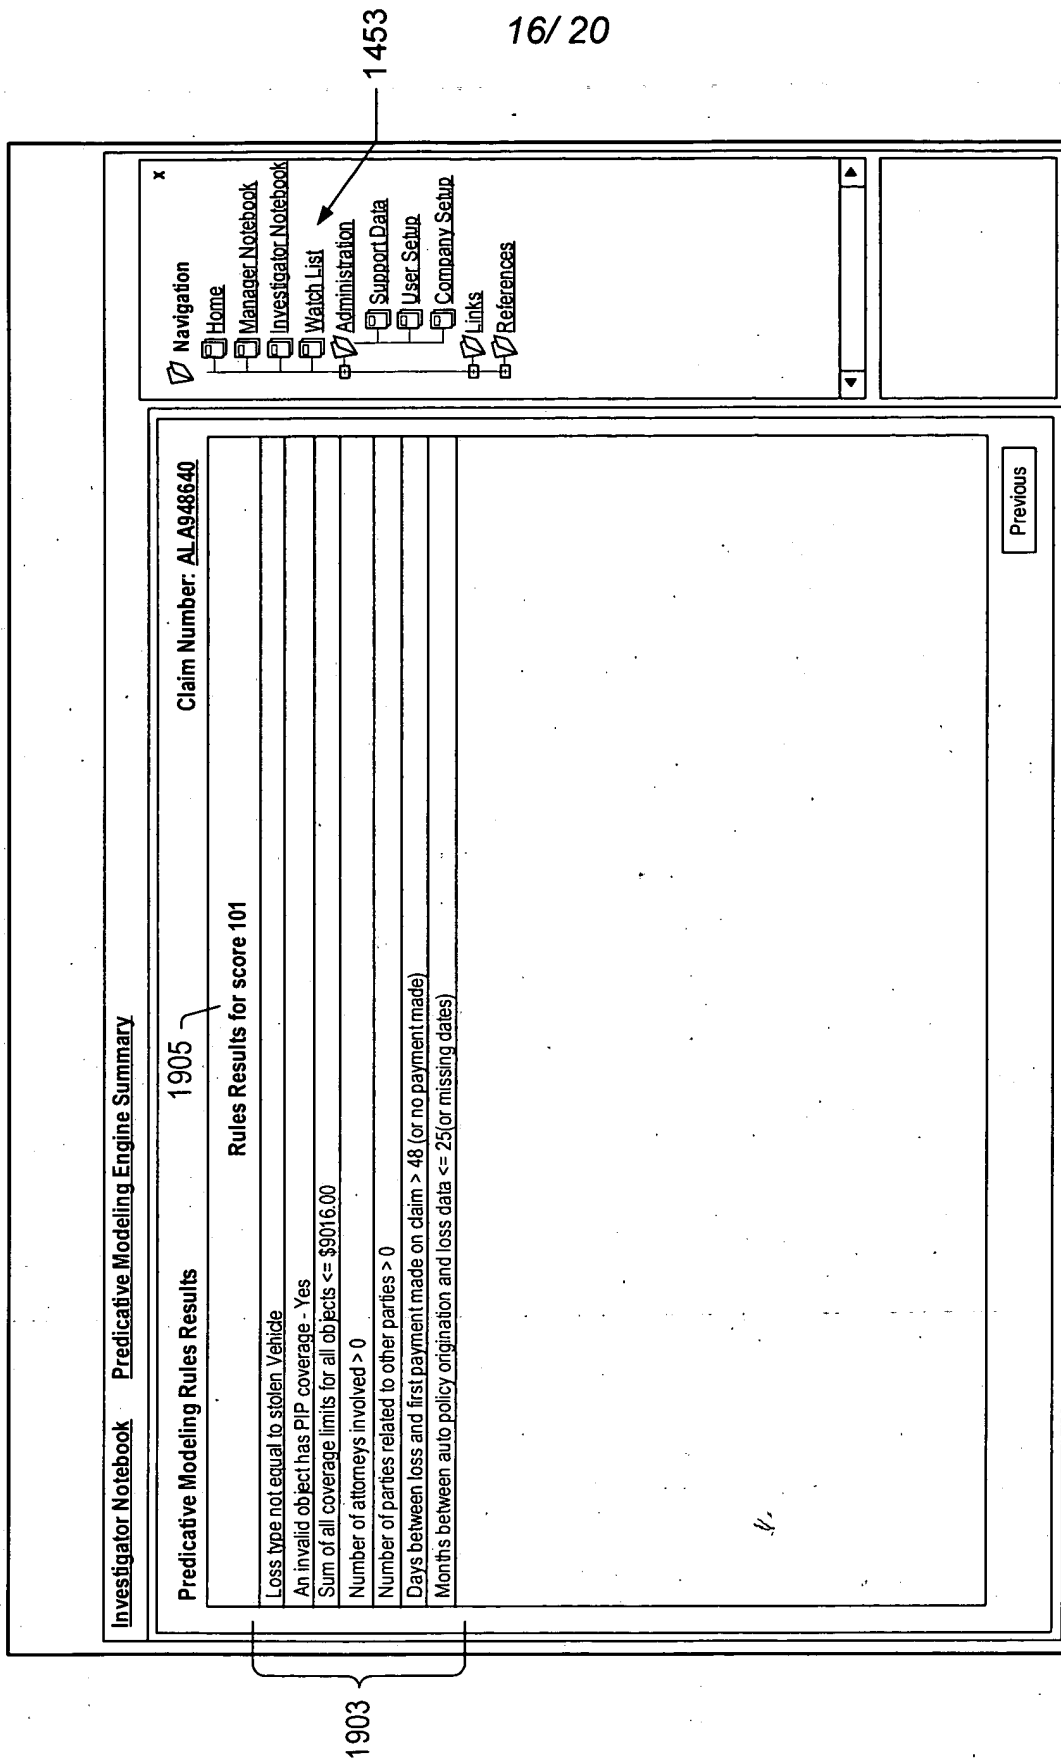 16/20
Investigator Notebook Predicative Modeling Engine Summary
Predicative Modeling Rules Results
1905
Claim Number: ALA948640
Rules Results for score 101
1903
Loss type not equal to stolen Vehicle
An invalid object has PIP coverage - Yes
Sum of all coverage limits for all objects <= $9016.00
Number of attorneys involved > 0
Number of parties related to other parties > 0
Days between loss and first payment made on claim > 48 (or no payment made)
Months between auto policy origination and loss data <= 25(or missing dates)
Previous
x
Navigation
Home
Manager Notebook
Investigator Notebook
Watch List
Administration
Support Data
User Setup
Company Setup
Links
References
1453